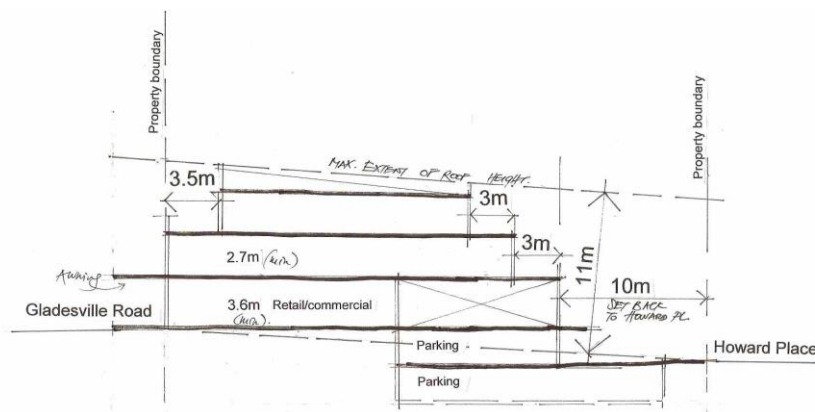 Property boundary
Property boundary
MAX. EXTENT OF ROOF HEIGHT.
3.5m
3m
3m
2.7m (min)
11m
Awning
10m
SET BACK
TO HOWARD PL.
Gladesville Road
3.6m Retail/commercial
(min).
Parking
Howard Place
Parking